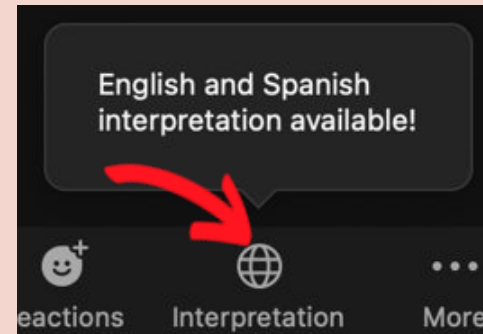 English and Spanish
interpretation available!
eactions Interpretation More